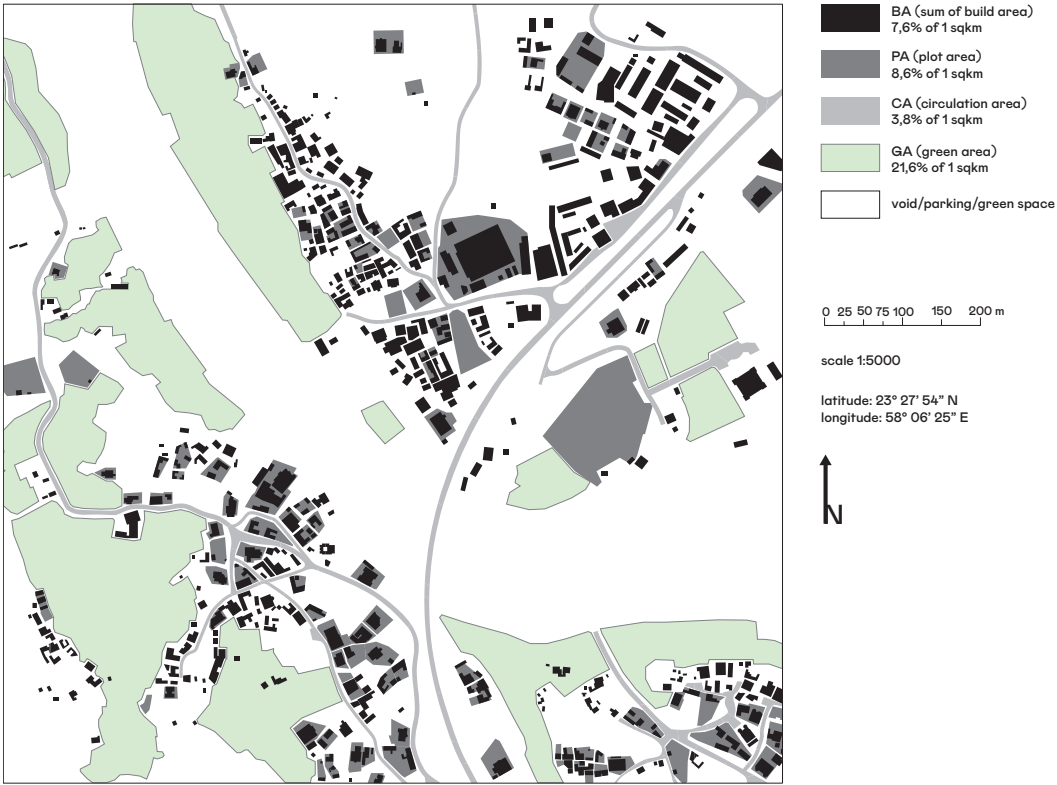 BA (sum of build area)
7,6% of 1 sqkm
PA (plot area)
8,6% of 1 sqkm
CA (circulation area)
3,8% of 1 sqkm
GA (green area)
21,6% of 1 sqkm
void/parking/green space
0 25 50 75 100 150 200 m
scale 1:5000
latitude: 23° 27’ 54” N
longitude: 58° 06’ 25” E
N